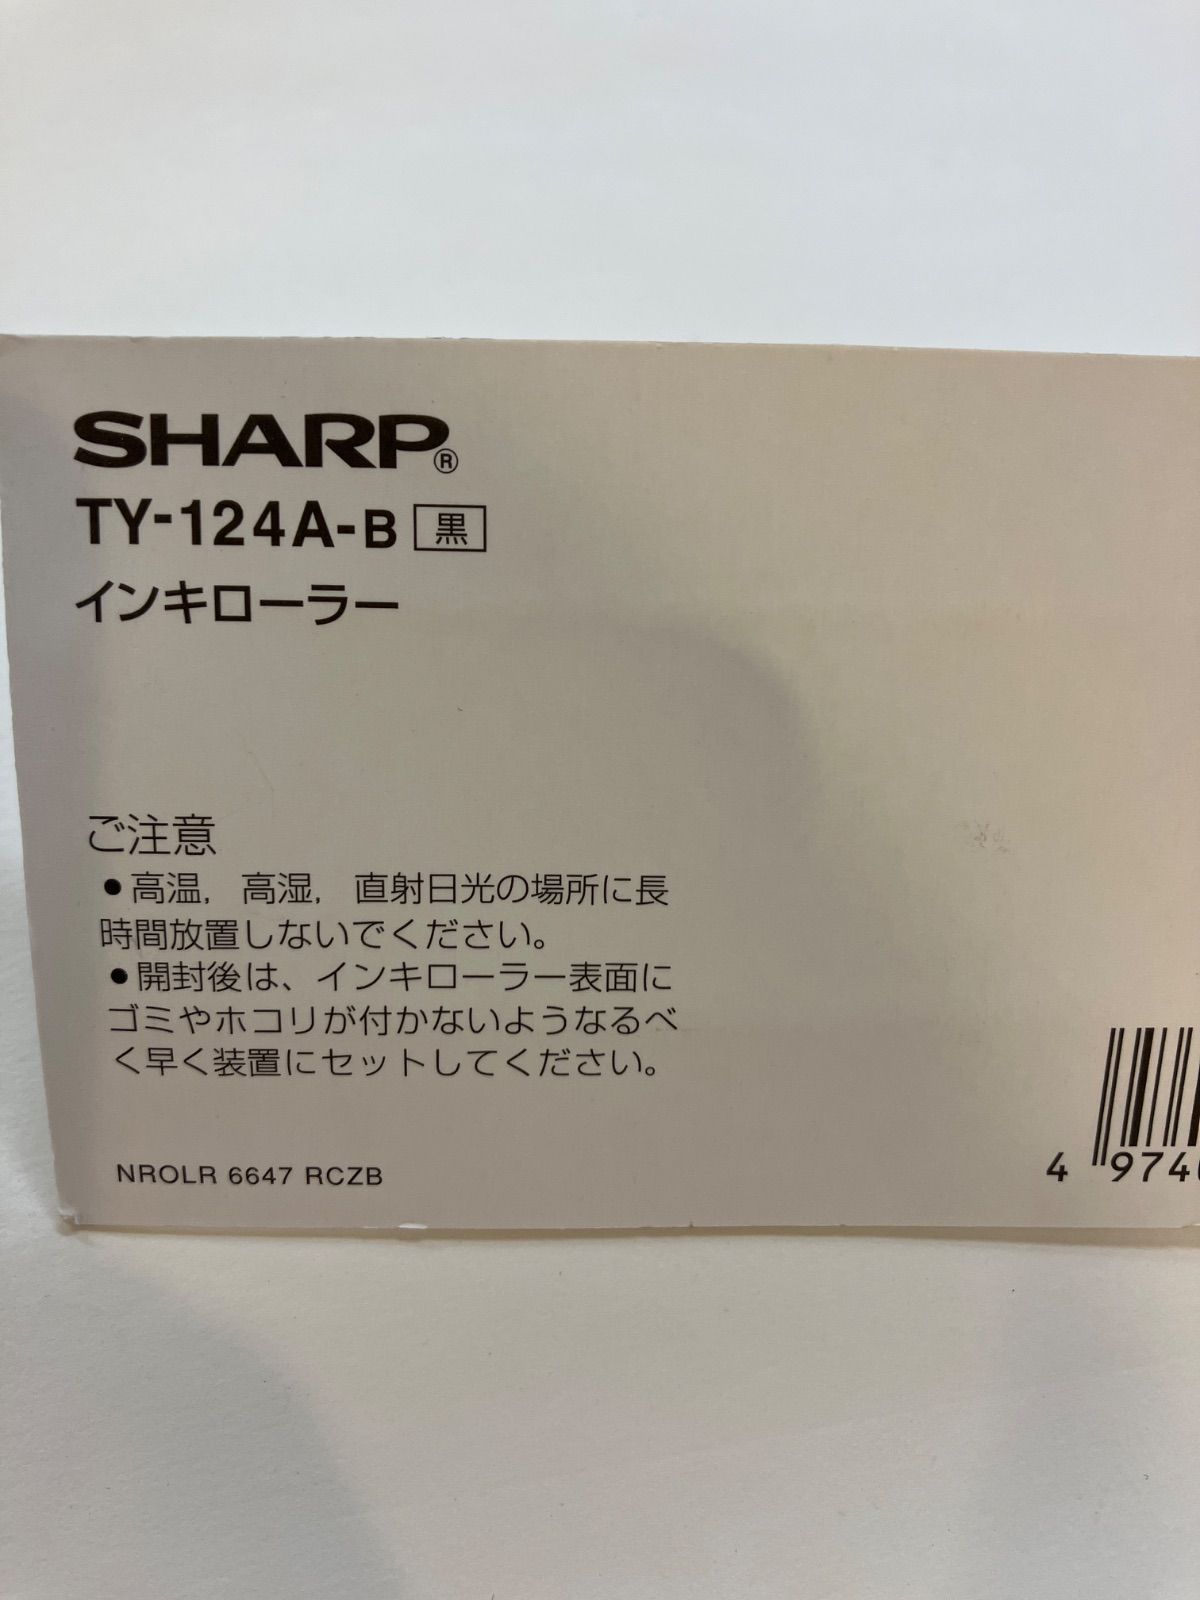 SHARP®
TY-124A-B 黒
インキローラー
ご注意
●高温，高湿，直射日光の場所に長
時間放置しないでください。
●開封後は、インキローラー表面に
ゴミやホコリが付かないようなるべ
く早く装置にセットしてください。
NROLR 6647 RCZB
4 974